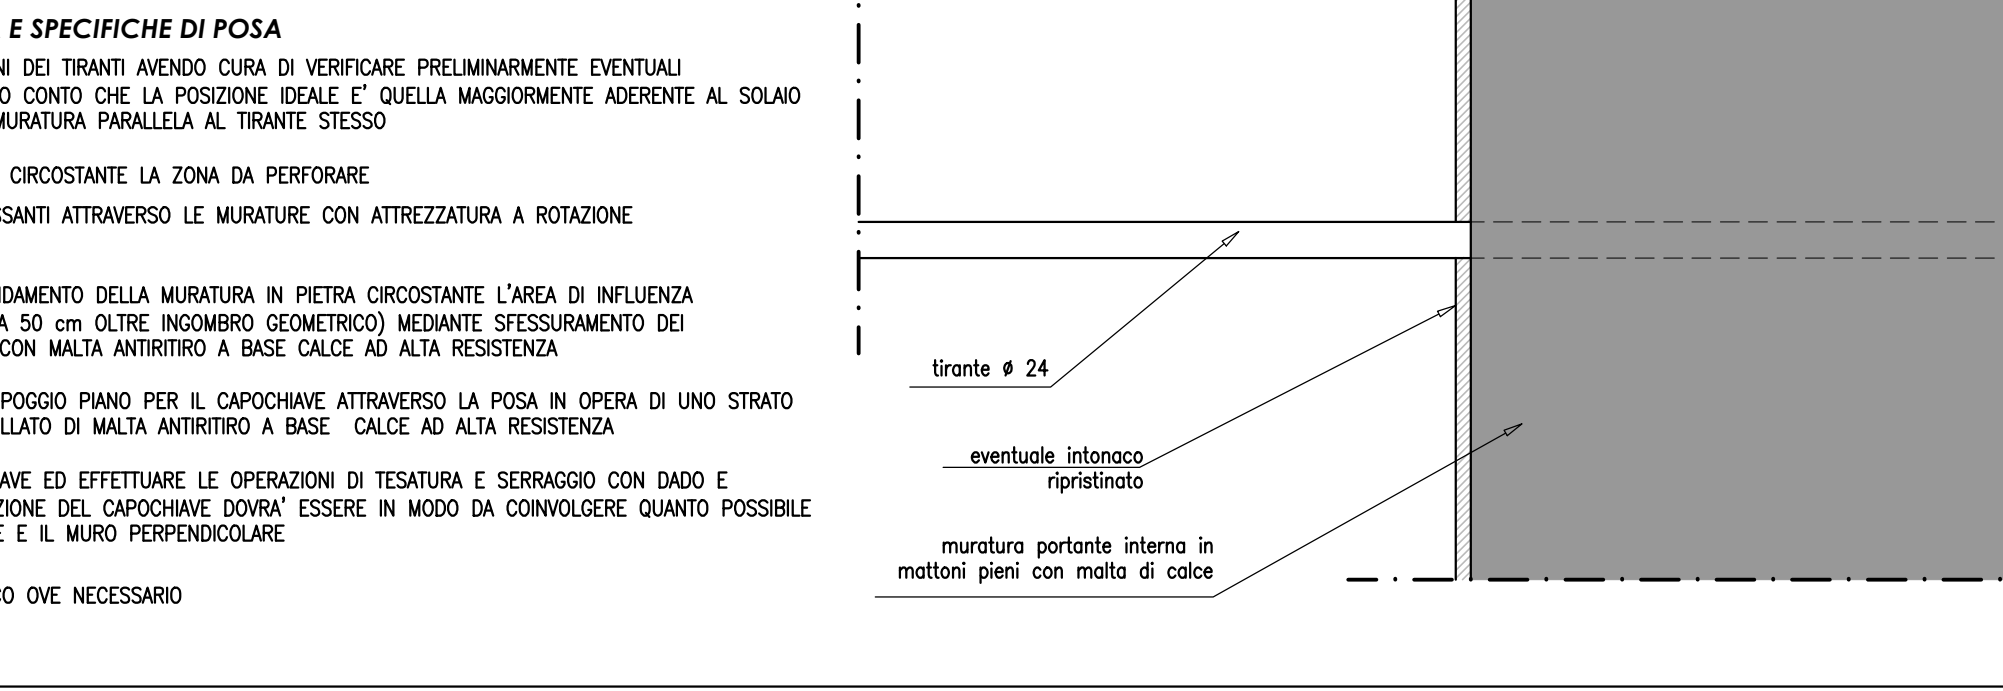 E SPECIFICHE DI POSA
DEI TIRANTI AVENDO CURA DI VERIFICARE PRELIMINARMENTE EVENTUALI
CONTO CHE LA POSIZIONE IDEALE E' QUELLA MAGGIORMENTE ADERENTE AL SOLAIO
MURATURA PARALLELA AL TIRANTE STESSO
CIRCOSTANTE LA ZONA DA PERFORARE
SSANTI ATTRAVERSO LE MURATURE CON ATTREZZATURA A ROTAZIONE
IDAMENTO DELLA MURATURA IN PIETRA CIRCOSTANTE L'AREA DI INFLUENZA
A 50 cm OLTRE INGOMBRO GEOMETRICO) MEDIANTE SFESSURAMENTO DEI
CON MALTA ANTIRITIRO A BASE CALCE AD ALTA RESISTENZA
POGGIO PIANO PER IL CAPOCHIAVE ATTRAVERSO LA POSA IN OPERA DI UNO STRATO
LLATO DI MALTA ANTIRITIRO A BASE CALCE AD ALTA RESISTENZA
AVE ED EFFETTUARE LE OPERAZIONI DI TESATURA E SERRAGGIO CON DADO E
ZIONE DEL CAPOCHIAVE DOVRA' ESSERE IN MODO DA COINVOLGERE QUANTO POSSIBILE
E E IL MURO PERPENDICOLARE
CO OVE NECESSARIO
tirante ø 24
eventuale intonaco
ripristinato
muratura portante interna in
mattoni pieni con malta di calce